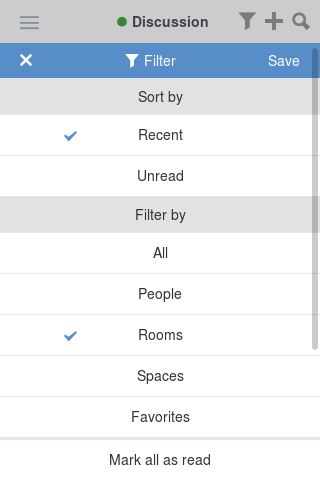 Discussion
Filter
Save
Sort by
Recent
Unread
Filter by
All
People
Rooms
Spaces
Favorites
Mark all as read